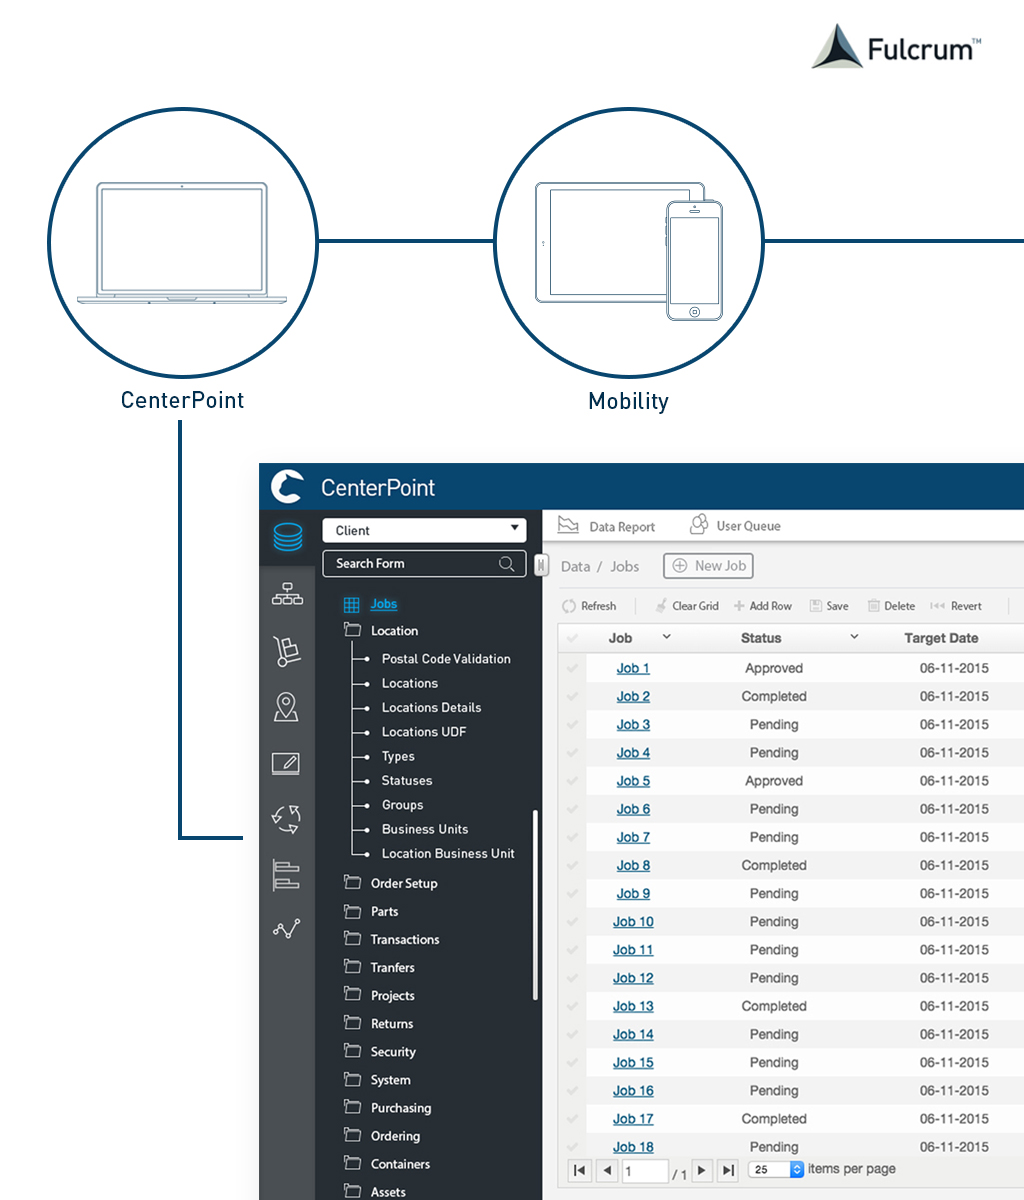 Fulcrum™
CenterPoint
Mobility
CenterPoint
Client
Data Report
User Queue
Search Form
Data / Jobs
New Job
Refresh
Clear Grid
Add Row
Save
Delete
Revert
Jobs
Location
Postal Code Validation
Locations
Locations Details
Locations UDF
Types
Statuses
Groups
Business Units
Location Business Unit
Order Setup
Parts
Transactions
Tranfers
Projects
Returns
Security
System
Purchasing
Ordering
Containers
Assets
Job Status Target Date
Job 1 Approved 06-11-2015
Job 2 Completed 06-11-2015
Job 3 Pending 06-11-2015
Job 4 Pending 06-11-2015
Job 5 Approved 06-11-2015
Job 6 Pending 06-11-2015
Job 7 Pending 06-11-2015
Job 8 Completed 06-11-2015
Job 9 Pending 06-11-2015
Job 10 Pending 06-11-2015
Job 11 Pending 06-11-2015
Job 12 Pending 06-11-2015
Job 13 Completed 06-11-2015
Job 14 Pending 06-11-2015
Job 15 Pending 06-11-2015
Job 16 Pending 06-11-2015
Job 17 Completed 06-11-2015
Job 18 Pending 06-11-2015
1 / 1 25 items per page